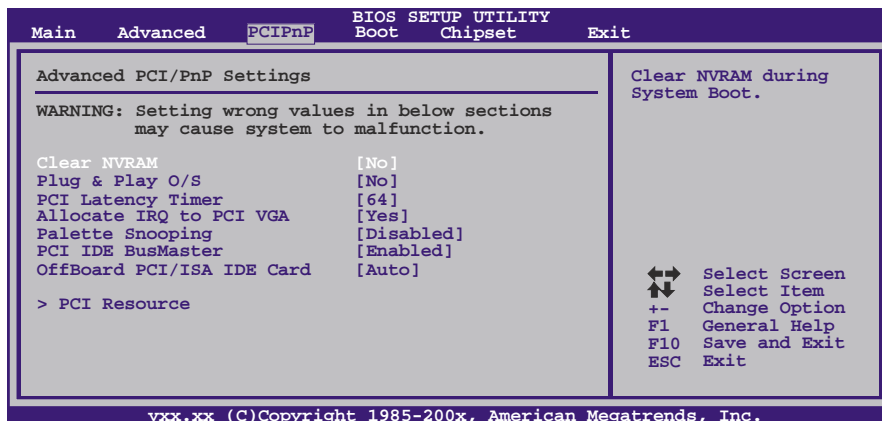 BIOS SETUP UTILITY
Main Advanced PCIPnP Boot Chipset Exit
Advanced PCI/PnP Settings
WARNING: Setting wrong values in below sections
may cause system to malfunction.
Clear NVRAM [No]
Plug & Play O/S [No]
PCI Latency Timer [64]
Allocate IRQ to PCI VGA [Yes]
Palette Snooping [Disabled]
PCI IDE BusMaster [Enabled]
OffBoard PCI/ISA IDE Card [Auto]
> PCI Resource
Clear NVRAM during
System Boot.
Select Screen
Select Item
+- Change Option
F1 General Help
F10 Save and Exit
ESC Exit
vxx.xx (C)Copyright 1985-200x, American Megatrends, Inc.